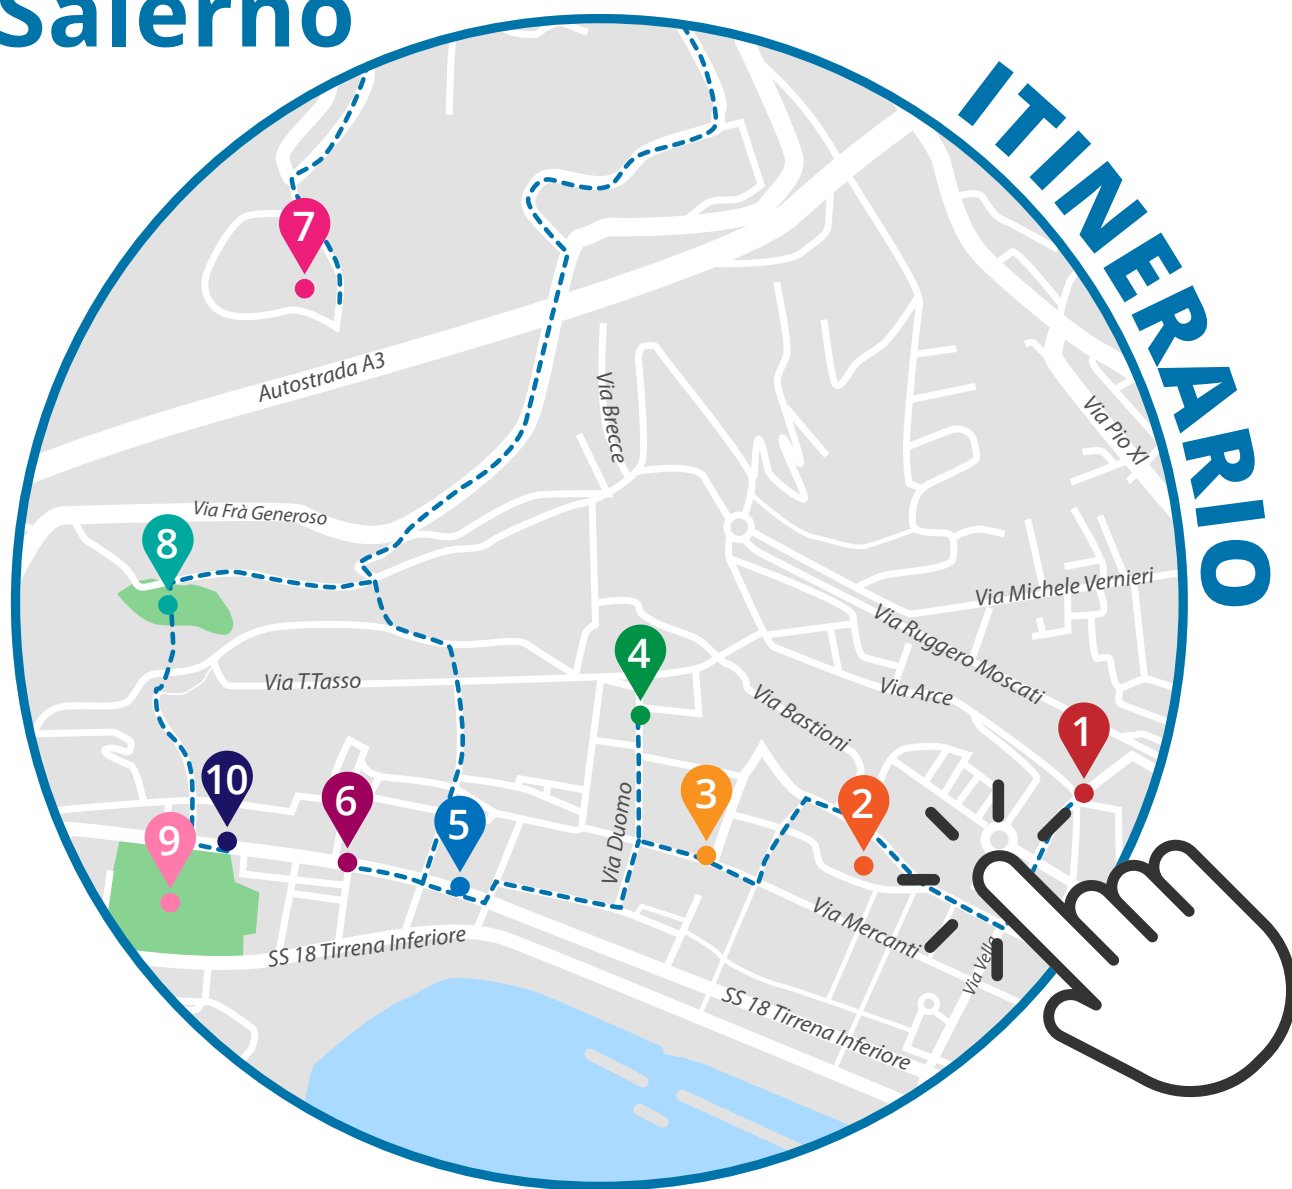 Salerno
ITINERARIO
7
Autostrada A3
Via Brecce
Via Pio XI
Via Frà Generoso
8
Via Michele Vernieri
Via Ruggero Moscati
4
Via T.Tasso
Via Arce
Via Bastioni
1
10
6
3
2
5
9
Via Duomo
Via Mercanti
SS 18 Tirrena Inferiore
Via Velia
SS 18 Tirrena Inferiore